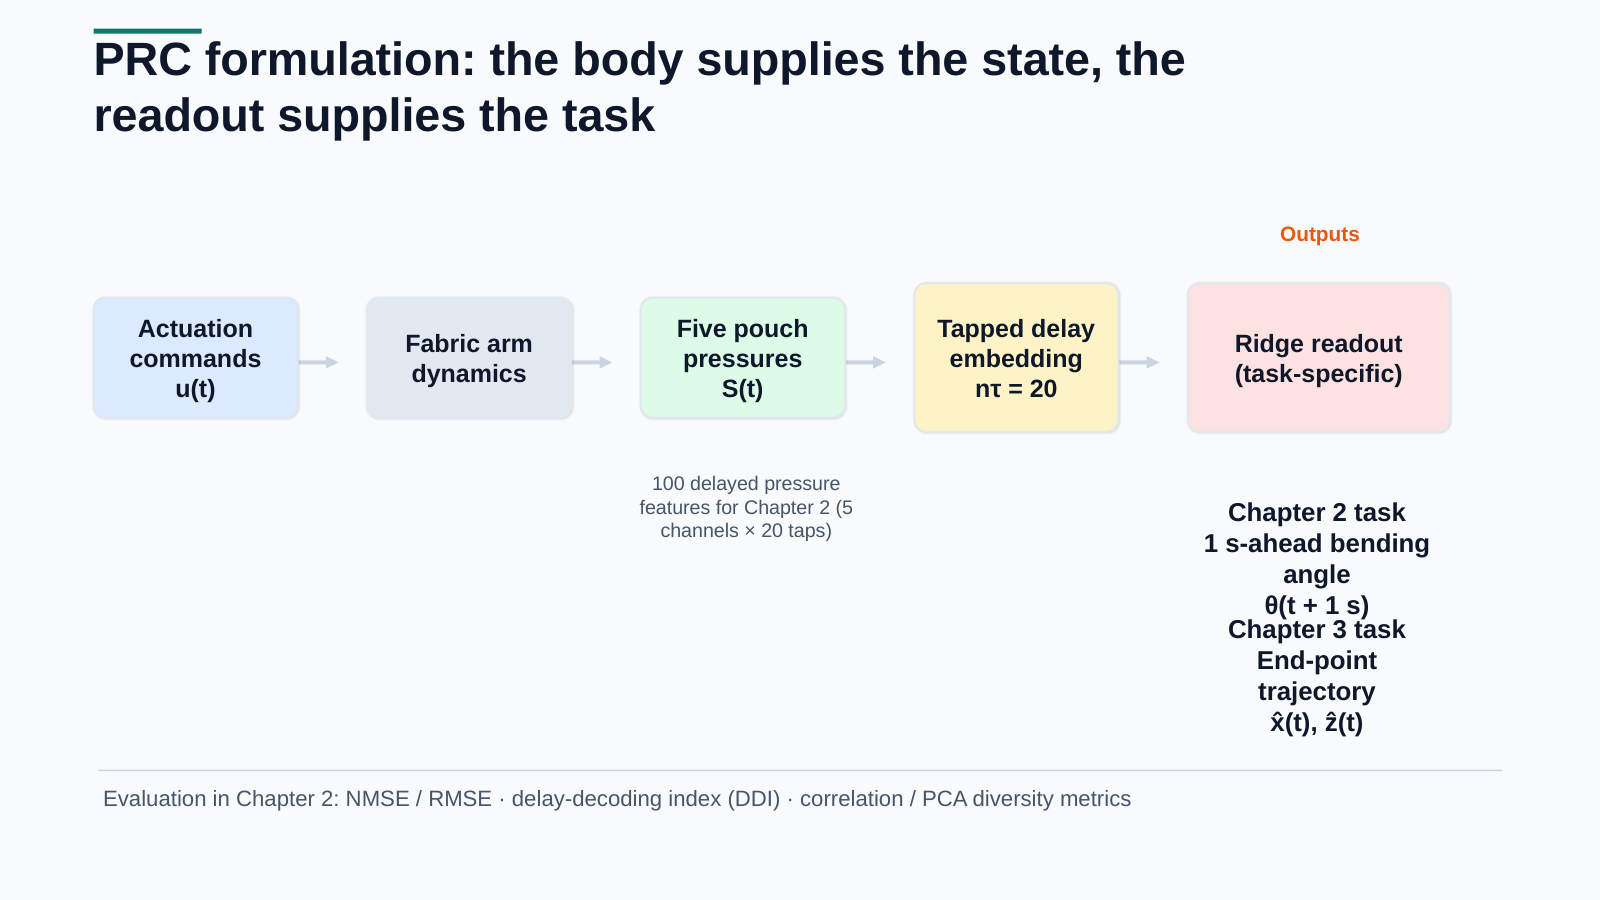 PRC formulation: the body supplies the state, the
readout supplies the task
Outputs
Actuation
commands
u(t)
Fabric arm
dynamics
Five pouch
pressures
S(t)
Tapped delay
embedding
nτ = 20
Ridge readout
(task-specific)
100 delayed pressure
features for Chapter 2 (5
channels × 20 taps)
Chapter 2 task
1 s-ahead bending
angle
θ(t + 1 s)
Chapter 3 task
End-point
trajectory
x̂(t), ẑ(t)
Evaluation in Chapter 2: NMSE / RMSE · delay-decoding index (DDI) · correlation / PCA diversity metrics